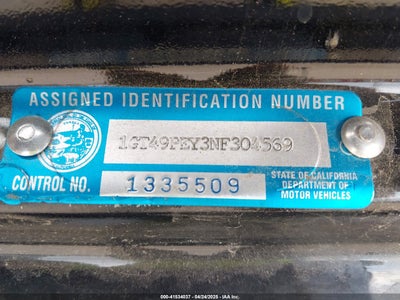 ASSIGNED IDENTIFICATION NUMBER
1GT49PEY3NF304569
CONTROL NO. 1335509
STATE OF CALIFORNIA
DEPARTMENT OF
MOTOR VEHICLES
000-41934037 - 04/24/2025 - IAA, Inc.